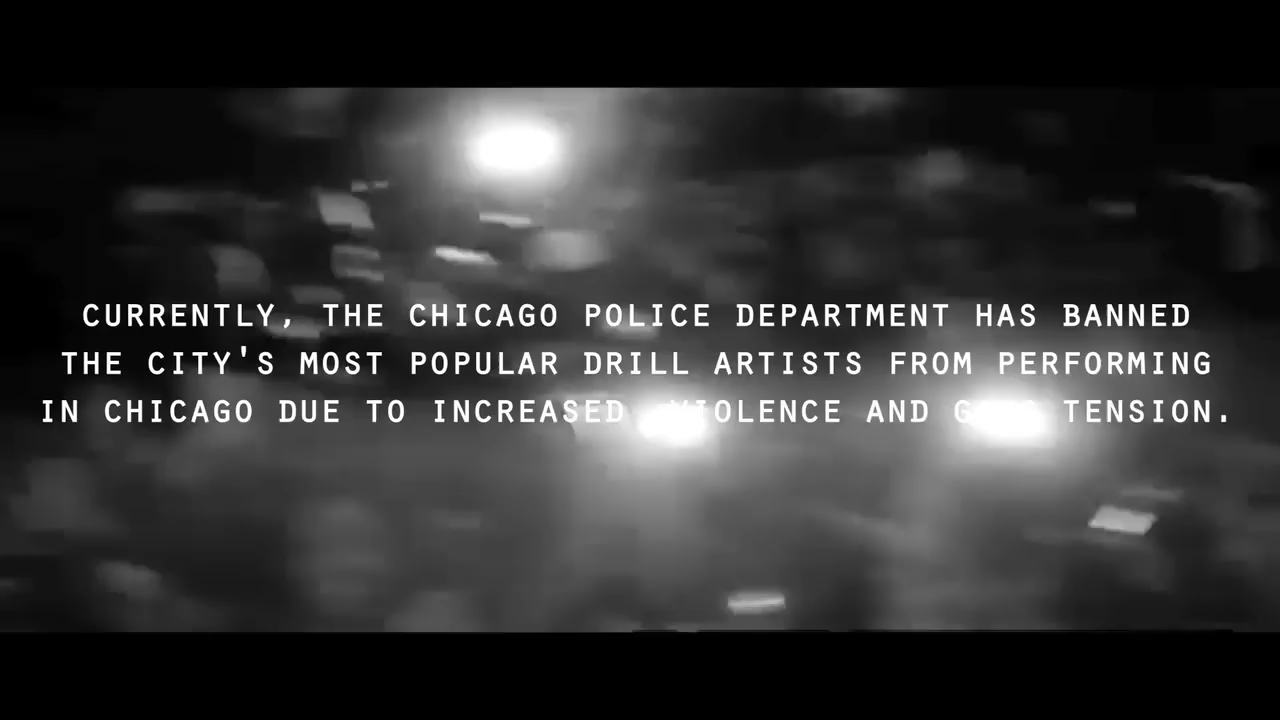 CURRENTLY, THE CHICAGO POLICE DEPARTMENT HAS BANNED
THE CITY'S MOST POPULAR DRILL ARTISTS FROM PERFORMING
IN CHICAGO DUE TO INCREASED VIOLENCE AND TENSION.